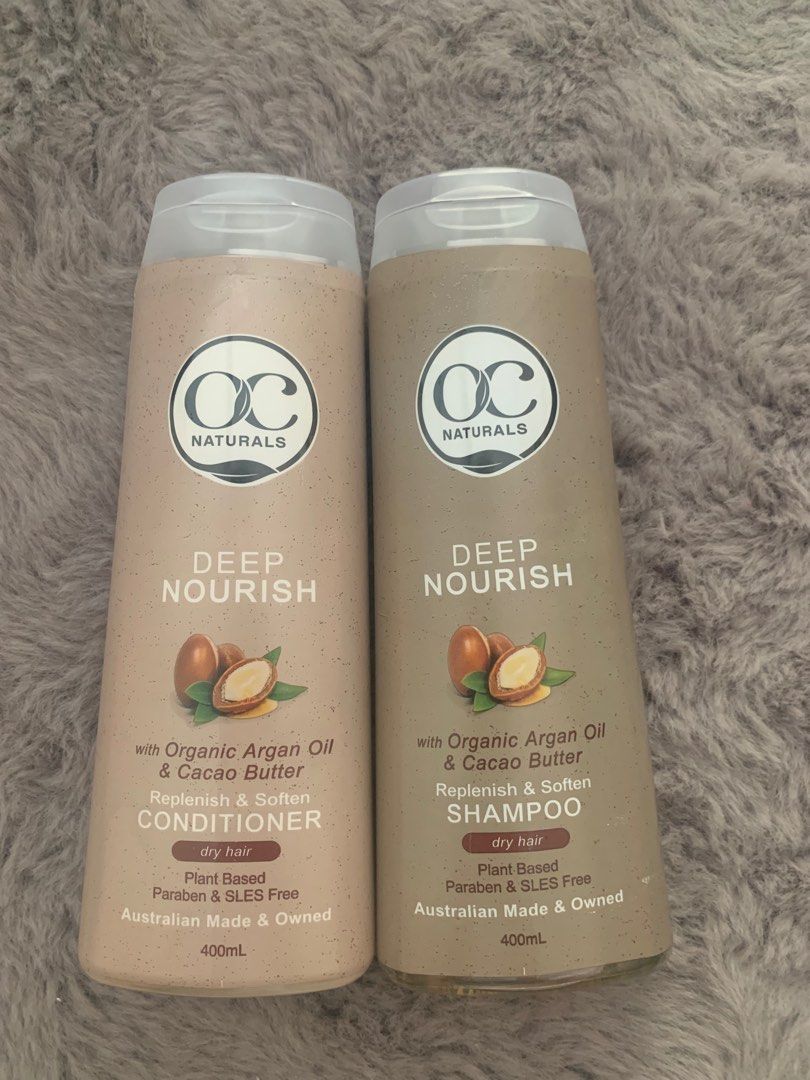 OC
NATURALS
DEEP
NOURISH
with Organic Argan Oil
& Cacao Butter
Replenish & Soften
CONDITIONER
dry hair
Plant Based
Paraben & SLES Free
Australian Made & Owned
400mL
OC
NATURALS
DEEP
NOURISH
with Organic Argan Oil
& Cacao Butter
Replenish & Soften
SHAMPOO
dry hair
Plant Based
Paraben & SLES Free
Australian Made & Owned
400mL